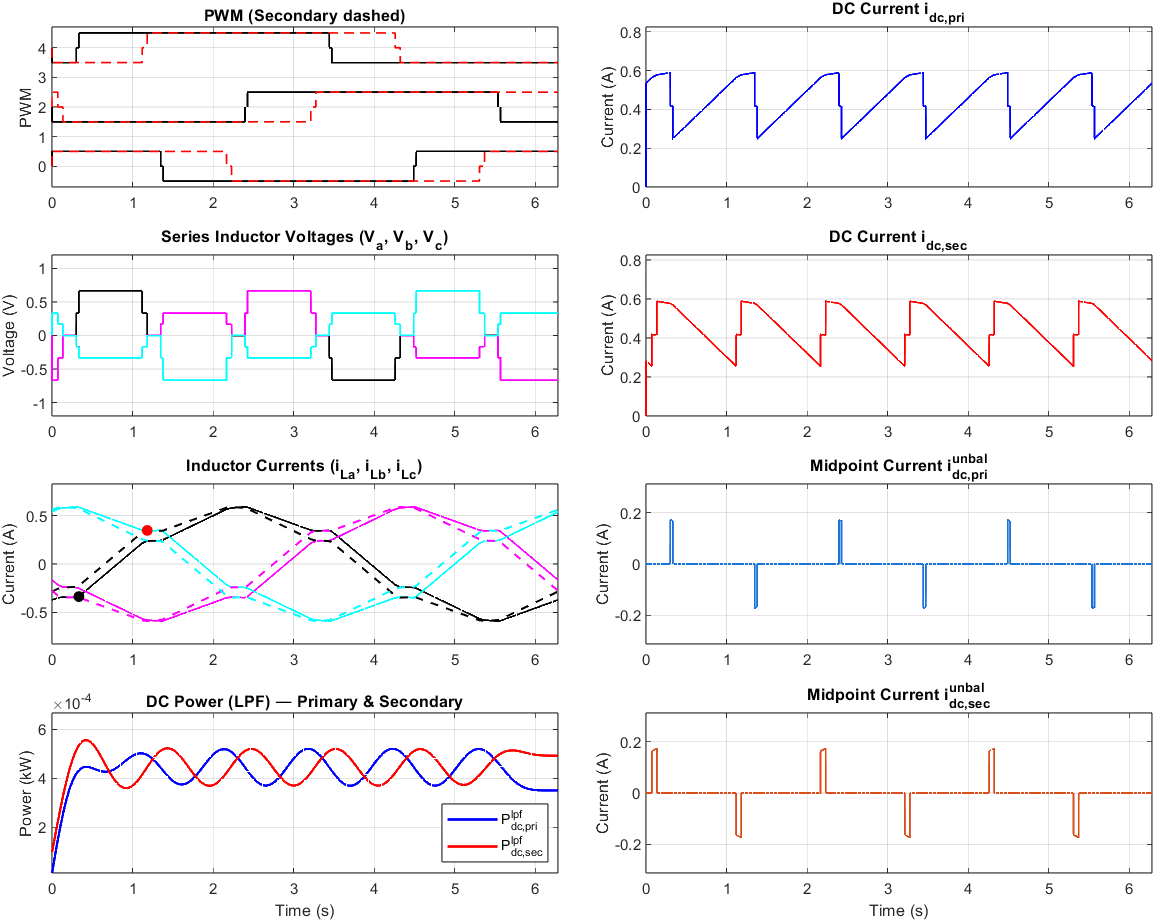 PWM (Secondary dashed)
PWM
4
3
2
1
0
0 1 2 3 4 5 6
DC Current i_dc,pri
Current (A)
0.8
0.6
0.4
0.2
0
0 1 2 3 4 5 6
Series Inductor Voltages (V_a, V_b, V_c)
Voltage (V)
1
0.5
0
-0.5
-1
0 1 2 3 4 5 6
DC Current i_dc,sec
Current (A)
0.8
0.6
0.4
0.2
0
0 1 2 3 4 5 6
Inductor Currents (i_La, i_Lb, i_Lc)
Current (A)
0.5
0
-0.5
0 1 2 3 4 5 6
Midpoint Current i^unbal_dc,pri
Current (A)
0.2
0
-0.2
0 1 2 3 4 5 6
×10^-4
DC Power (LPF) — Primary & Secondary
Power (kW)
6
4
2
P^lpf_dc,pri
P^lpf_dc,sec
0 1 2 3 4 5 6
Time (s)
Midpoint Current i^unbal_dc,sec
Current (A)
0.2
0
-0.2
0 1 2 3 4 5 6
Time (s)